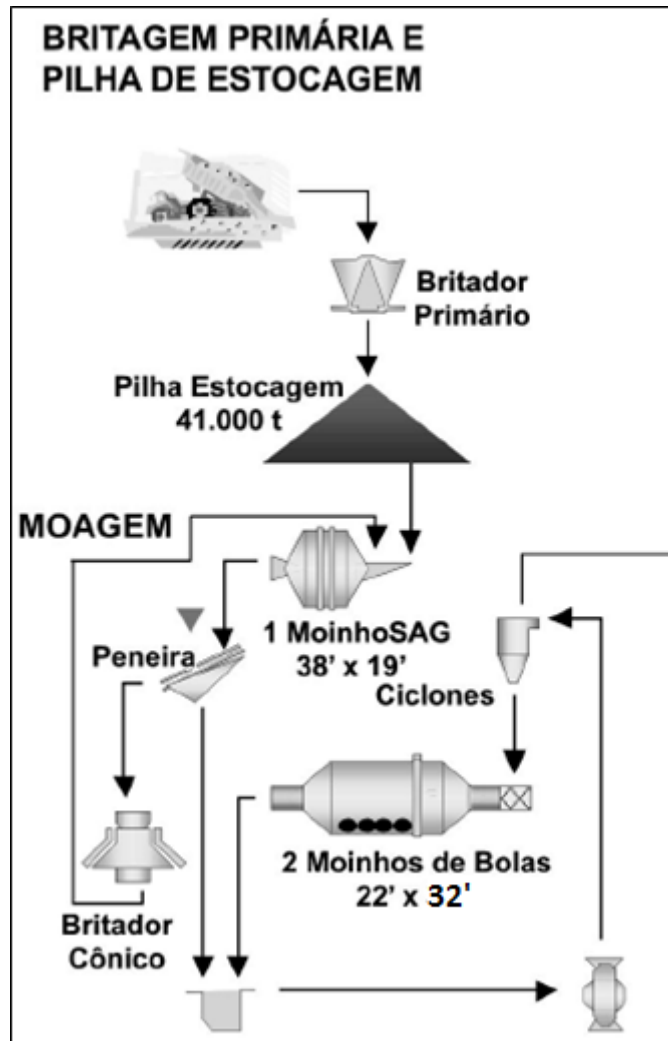 BRITAGEM PRIMÁRIA E
PILHA DE ESTOCAGEM
Britador
Primário
Pilha Estocagem
41.000 t
MOAGEM
1 MoinhoSAG
38' x 19'
Peneira
Ciclones
2 Moinhos de Bolas
22' x 32'
Britador
Cônico